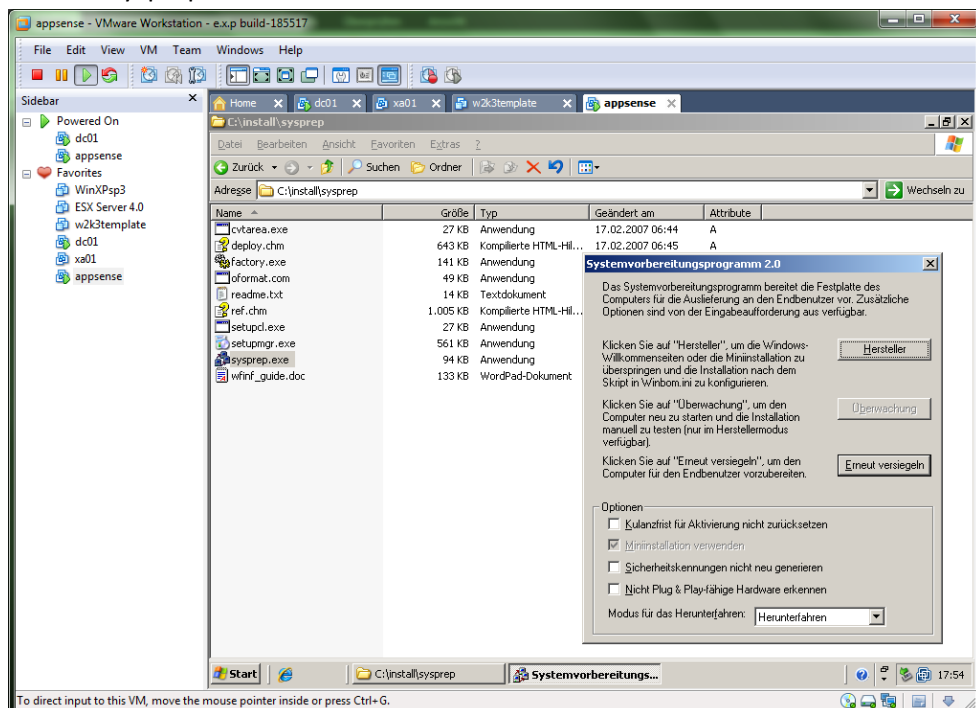 appsense - VMware Workstation - e.x.p build-185517
File Edit View VM Team Windows Help
Sidebar x
Powered On
dc01
appsense
Favorites
WinXPsp3
ESX Server 4.0
w2k3template
dc01
xa01
appsense
Home x dc01 x xa01 x w2k3template x appsense x
C:\install\sysprep
Datei Bearbeiten Ansicht Favoriten Extras ?
Zurück Suchen Ordner
Adresse C:\install\sysprep Wechseln zu
Name Größe Typ Geändert am Attribute
cvtarea.exe 27 KB Anwendung 17.02.2007 06:44 A
deploy.chm 643 KB Kompilierte HTML-Hil... 17.02.2007 06:45 A
factory.exe 141 KB Anwendung
oformat.com 49 KB Anwendung
readme.txt 14 KB Textdokument
ref.chm 1.005 KB Kompilierte HTML-Hil...
setupcl.exe 27 KB Anwendung
setupmgr.exe 561 KB Anwendung
sysprep.exe 94 KB Anwendung
wfinf_guide.doc 133 KB WordPad-Dokument
Systemvorbereitungsprogramm 2.0
Das Systemvorbereitungsprogramm bereitet die Festplatte des
Computers für die Auslieferung an den Endbenutzer vor. Zusätzliche
Optionen sind von der Eingabeaufforderung aus verfügbar.
Klicken Sie auf "Hersteller", um die Windows-
Willkommenseiten oder die Miniinstallation zu
überspringen und die Installation nach dem
Skript in Winbom.ini zu konfigurieren.
Hersteller
Klicken Sie auf "Überwachung", um den
Computer neu zu starten und die Installation
manuell zu testen (nur im Herstellermodus
verfügbar).
Überwachung
Klicken Sie auf "Erneut versiegeln", um den
Computer für den Endbenutzer vorzubereiten.
Erneut versiegeln
Optionen
Kulanzfrist für Aktivierung nicht zurücksetzen
Miniinstallation verwenden
Sicherheitskennungen nicht neu generieren
Nicht Plug & Play-fähige Hardware erkennen
Modus für das Herunterfahren: Herunterfahren
Start C:\install\sysprep Systemvorbereitungs... 17:54
To direct input to this VM, move the mouse pointer inside or press Ctrl+G.